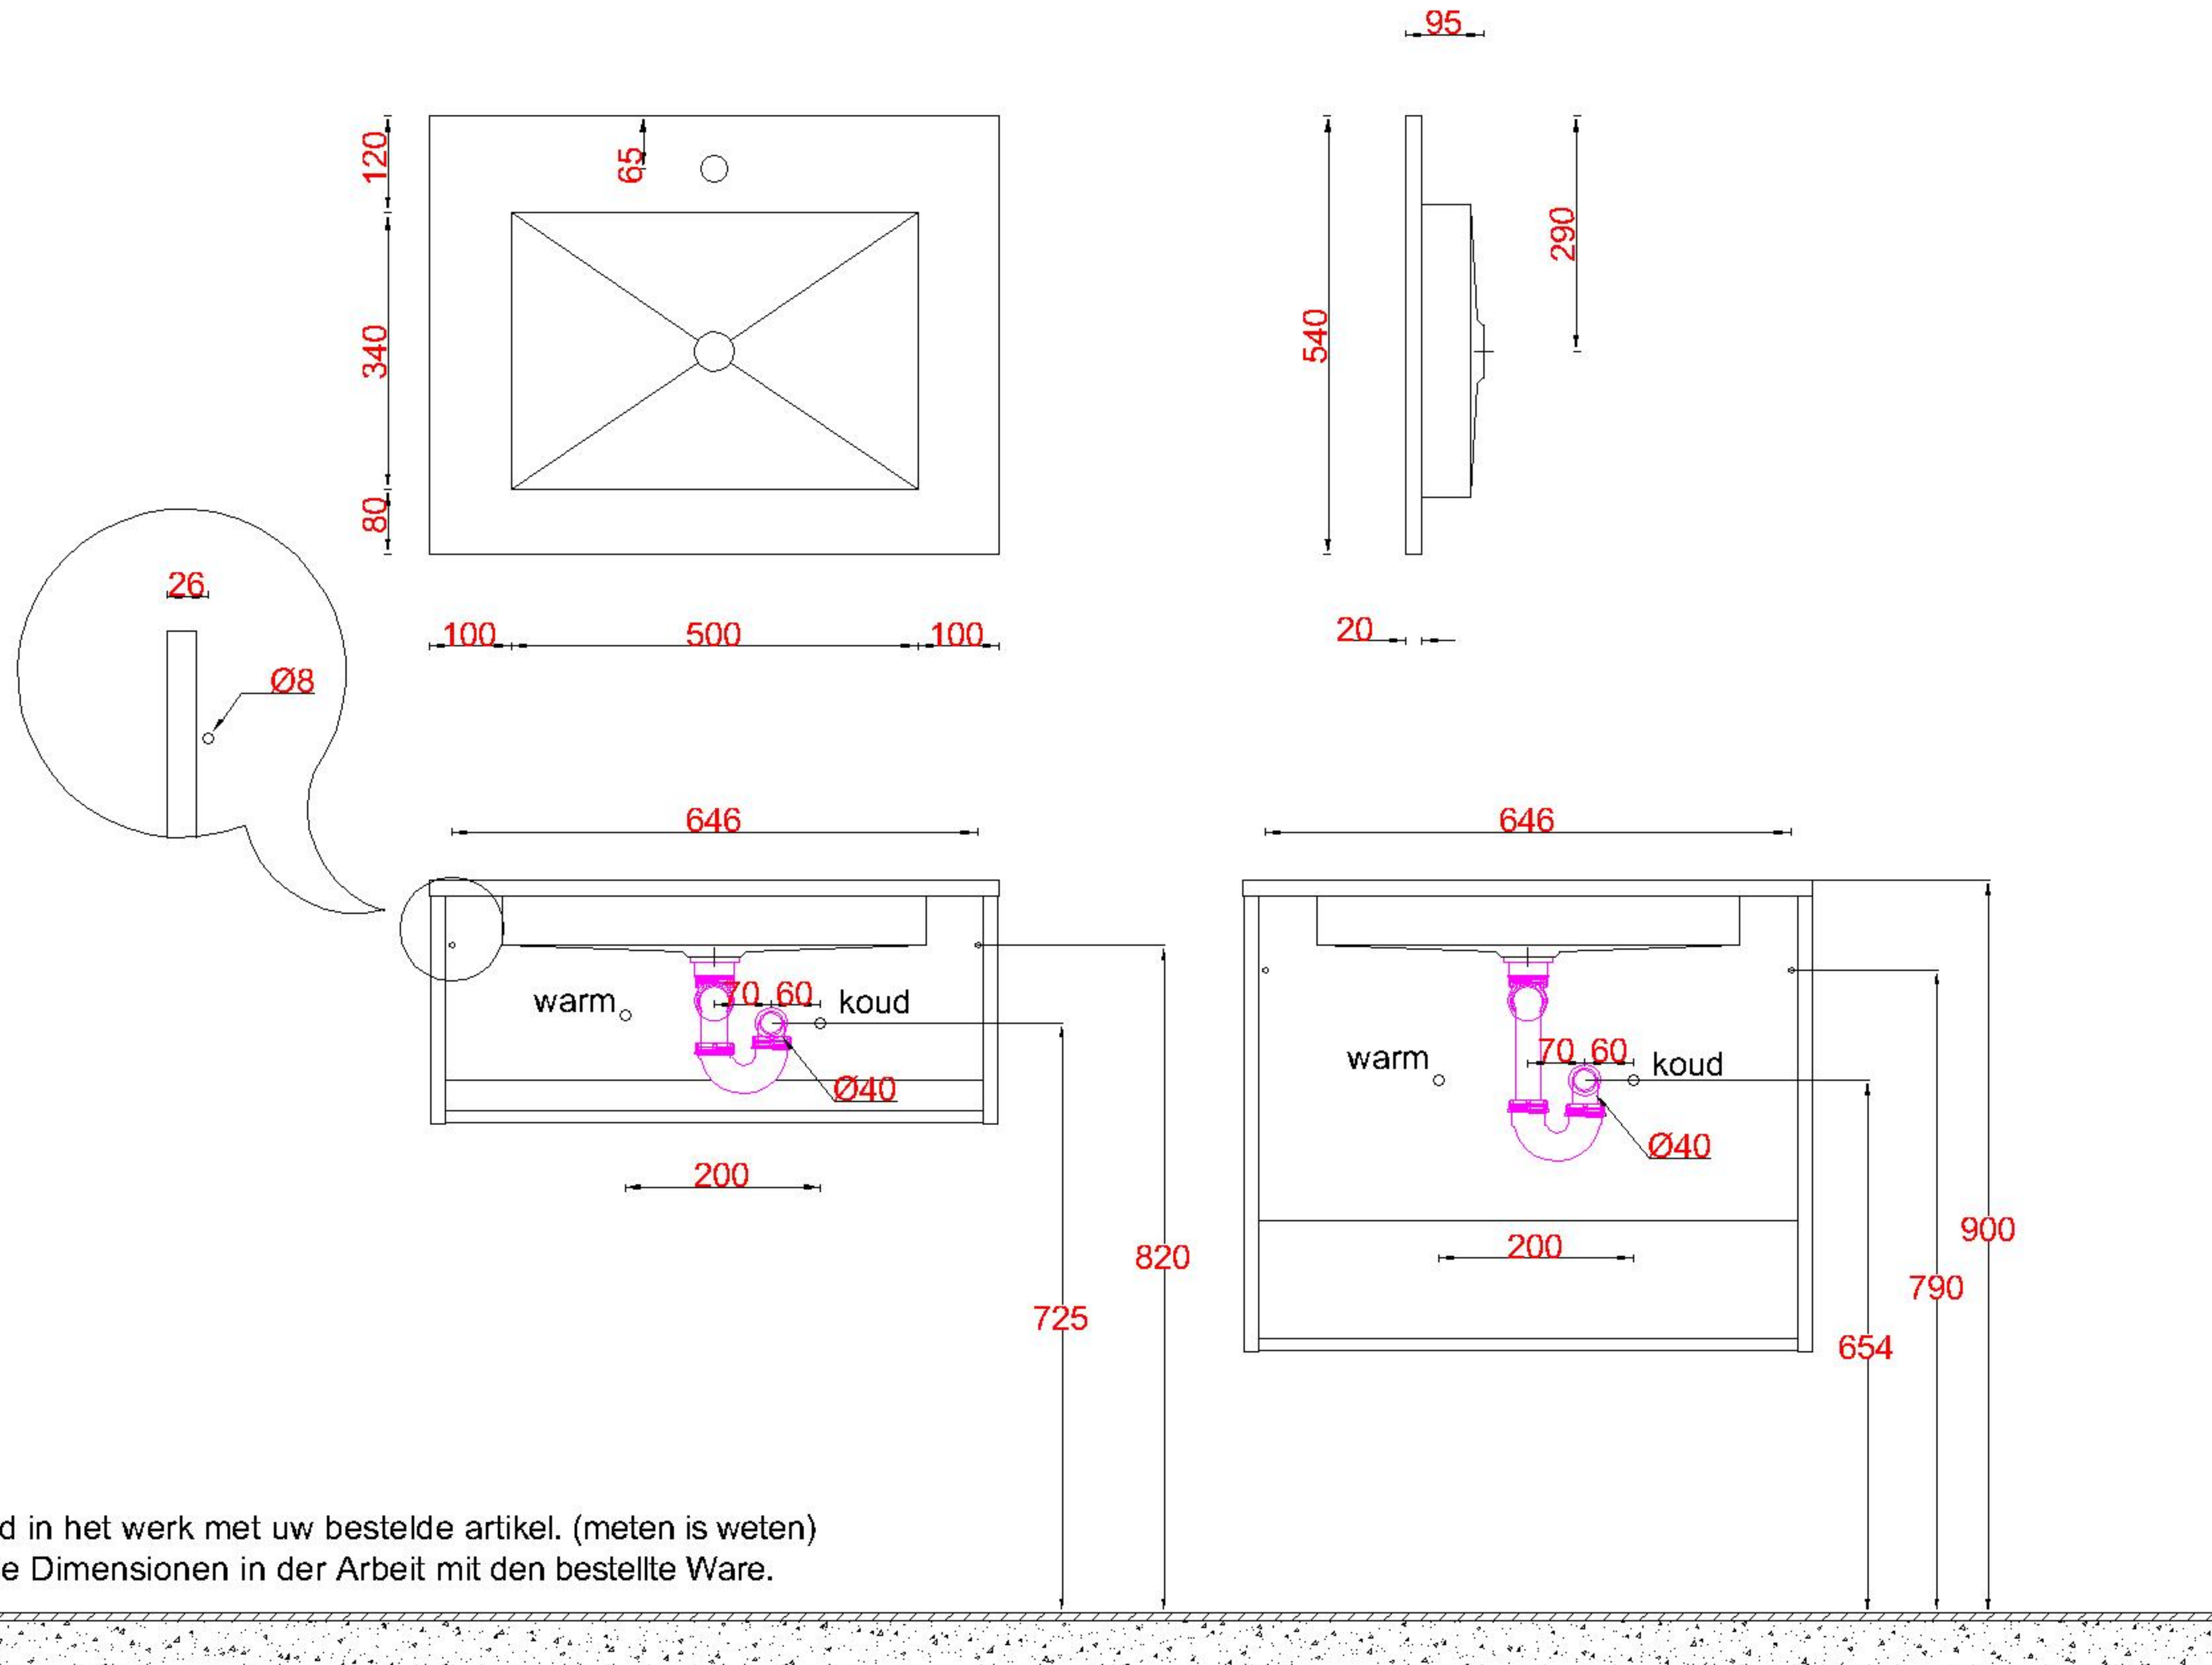 95
120
65
340
290
540
80
26
100 500 100
20
Ø8
646
646
warm
70 60
koud
Ø40
warm
70 60
koud
Ø40
200
200
820
725
900
790
654
d in het werk met uw bestelde artikel. (meten is weten)
e Dimensionen in der Arbeit mit den bestellte Ware.